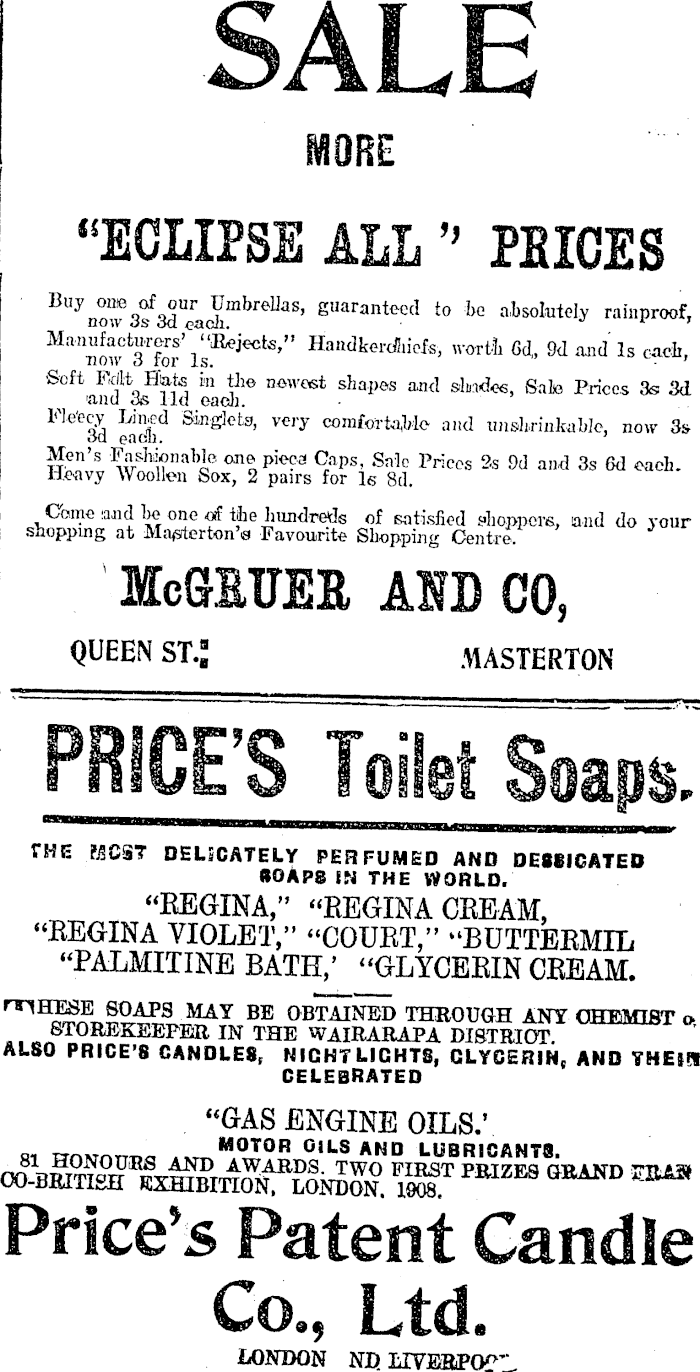 SALE
MORE
"ECLIPSE ALL" PRICES
Buy one of our Umbrellas, guaranteed to be absolutely rainproof,
now 3s 3d each.
Manufacturers' "Rejects," Handkerchiefs, worth 6d, 9d and 1s each,
now 3 for 1s.
Soft Felt Hats in the newest shapes and shades, Sale Prices 3s 3d
and 3s 11d each.
Fleecy Lined Singlets, very comfortable and unshrinkable, now 3s
3d each.
Men's Fashionable one piece Caps, Sale Prices 2s 9d and 3s 6d each.
Heavy Woollen Sox, 2 pairs for 1s 8d.
Come and be one of the hundreds of satisfied shoppers, and do your
shopping at Masterton's Favourite Shopping Centre.
McGRUER AND CO,
QUEEN ST.: MASTERTON
PRICE'S Toilet Soaps.
THE MOST DELICATELY PERFUMED AND DESSICATED
SOAPS IN THE WORLD.
"REGINA," "REGINA CREAM,
"REGINA VIOLET," "COURT," "BUTTERMIL
"PALMITINE BATH,' "GLYCERIN CREAM.
THESE SOAPS MAY BE OBTAINED THROUGH ANY CHEMIST o
STOREKEEPER IN THE WAIRARAPA DISTRICT.
ALSO PRICE'S CANDLES, NIGHT LIGHTS, GLYCERIN, AND THEIR
CELEBRATED
"GAS ENGINE OILS.'
MOTOR OILS AND LUBRICANTS.
81 HONOURS AND AWARDS. TWO FIRST PRIZES GRAND FRAN
CO-BRITISH EXHIBITION, LONDON. 1908.
Price's Patent Candle
Co., Ltd.
LONDON ND LIVERPOOL